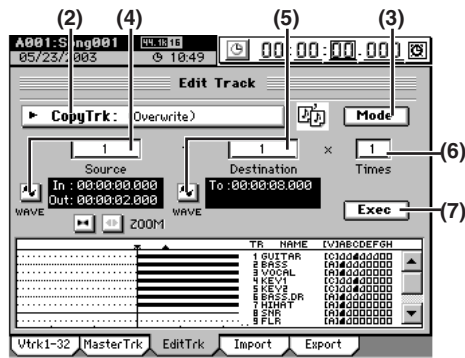 (2) (4) (5) (3)
A001:Song001 44.1k 16 00:00:00.000
05/23/2003 10:49
Edit Track
► CopyTrk: (Overwrite) Mode
1 1 × 1 (6)
Source Destination Times
In :00:00:00.000 To :00:00:08.000
Out:00:00:02.000
WAVE WAVE Exec (7)
ZOOM
TR NAME [V]ABCDEFGH
1 GUITAR [C]
2 BASS [A]
3 VOCAL [A]
4 KEY1 [C]
5 KEY2 [A]
6 BASS.DR [A]
7 HIHAT [A]
8 SNR [A]
9 FLR [A]
Vtrk1-32 MasterTrk EditTrk Import Export